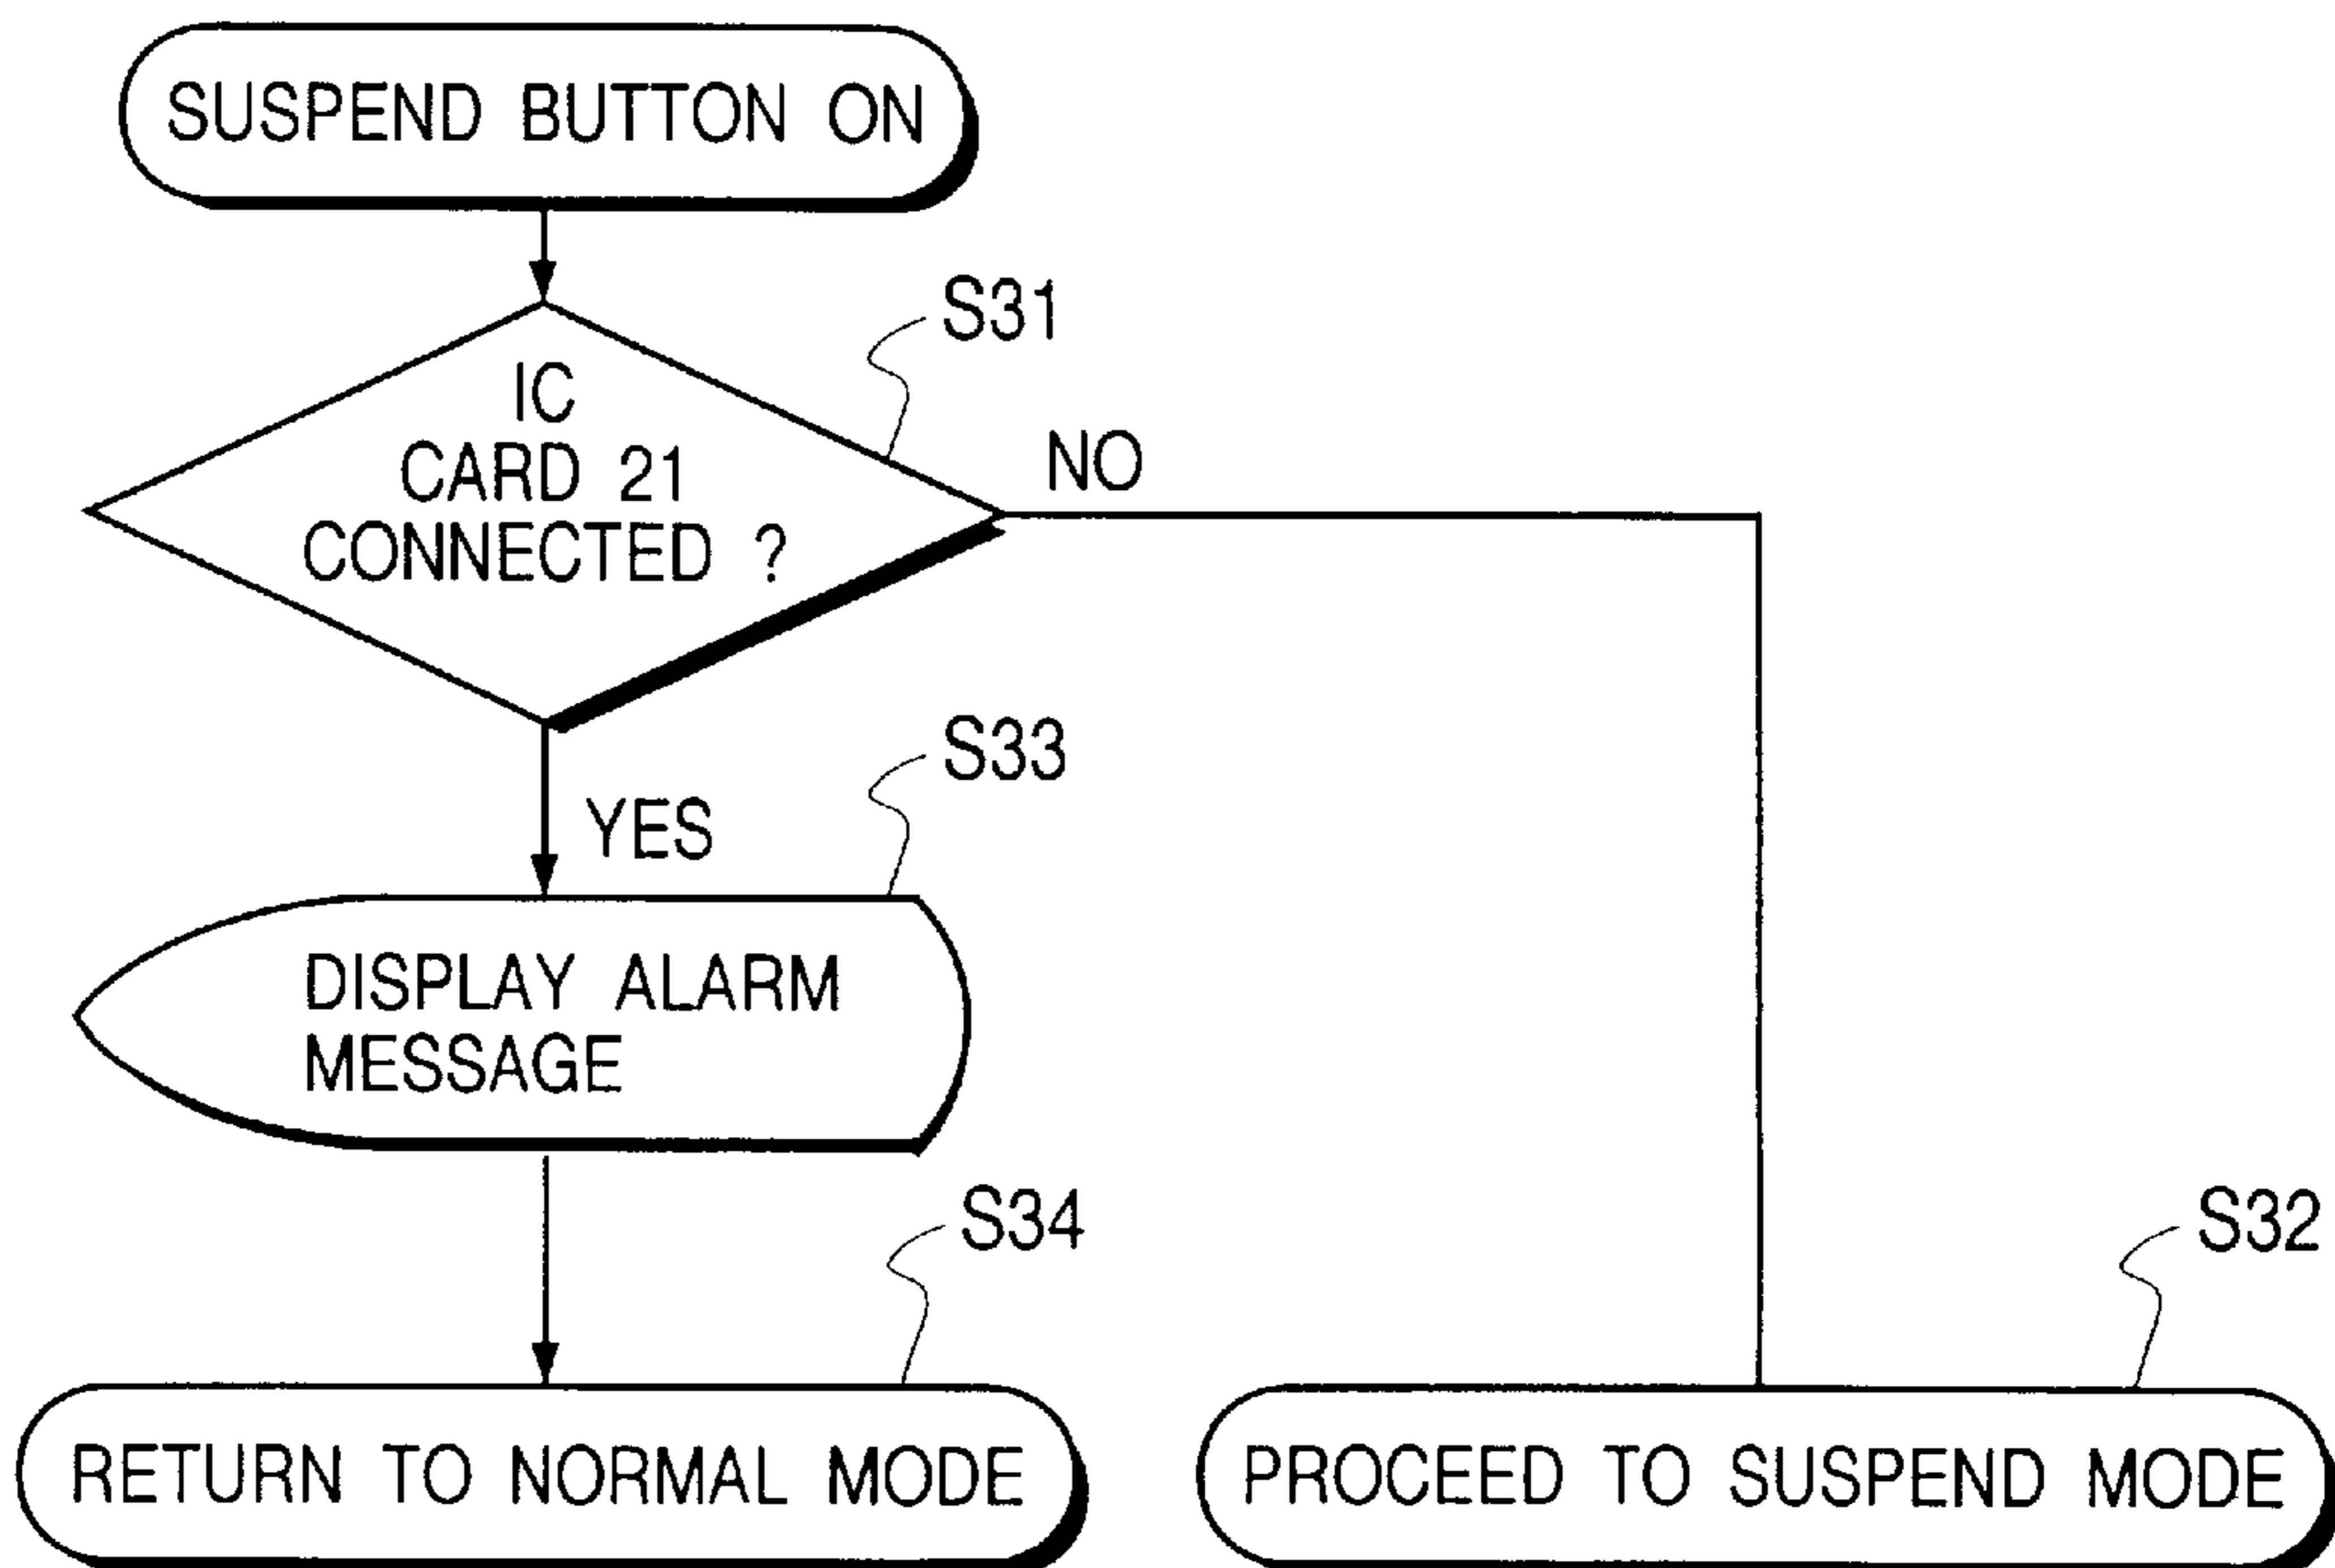 SUSPEND BUTTON ON
S31
IC
CARD 21
CONNECTED ?
NO
S33
YES
DISPLAY ALARM
MESSAGE
S34
S32
RETURN TO NORMAL MODE
PROCEED TO SUSPEND MODE